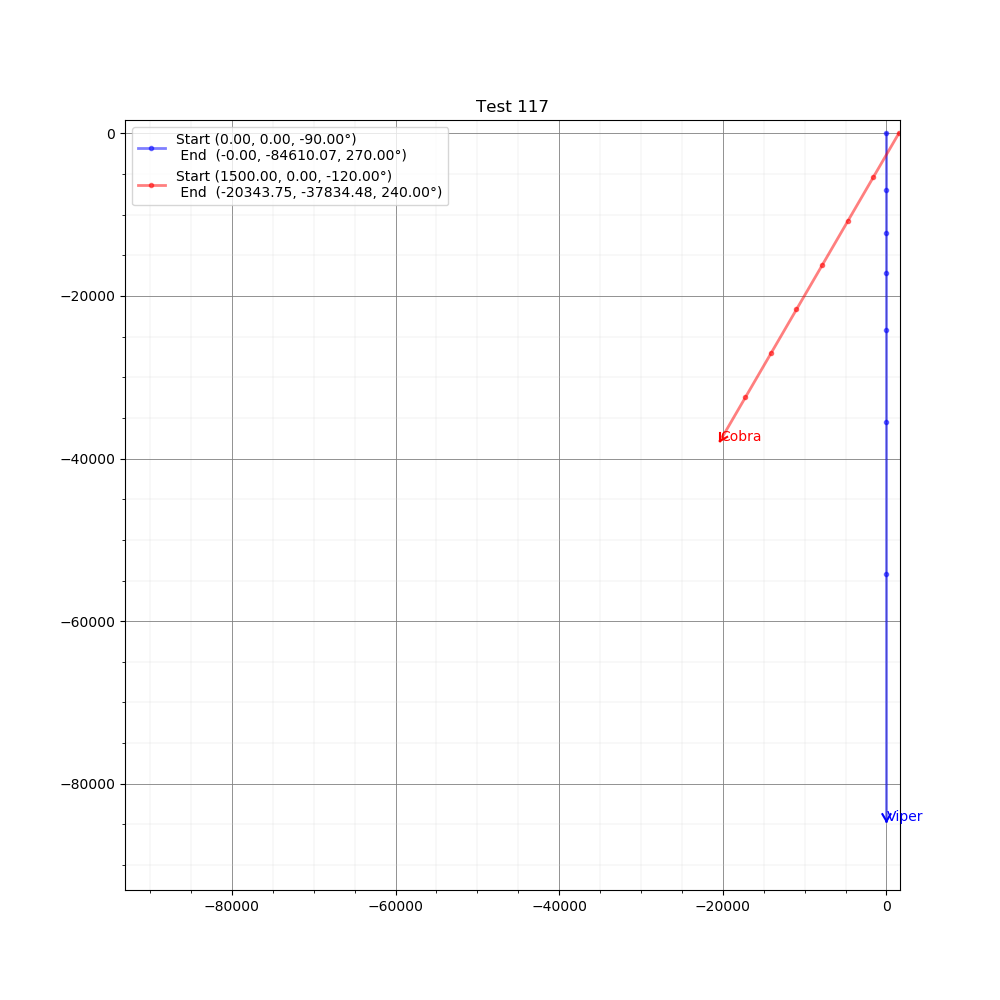 Test 117
Start (0.00, 0.00, -90.00°)
End  (-0.00, -84610.07, 270.00°)
Start (1500.00, 0.00, -120.00°)
End  (-20343.75, -37834.48, 240.00°)
0
−20000
−40000
−60000
−80000
Cobra
Viper
−80000
−60000
−40000
−20000
0